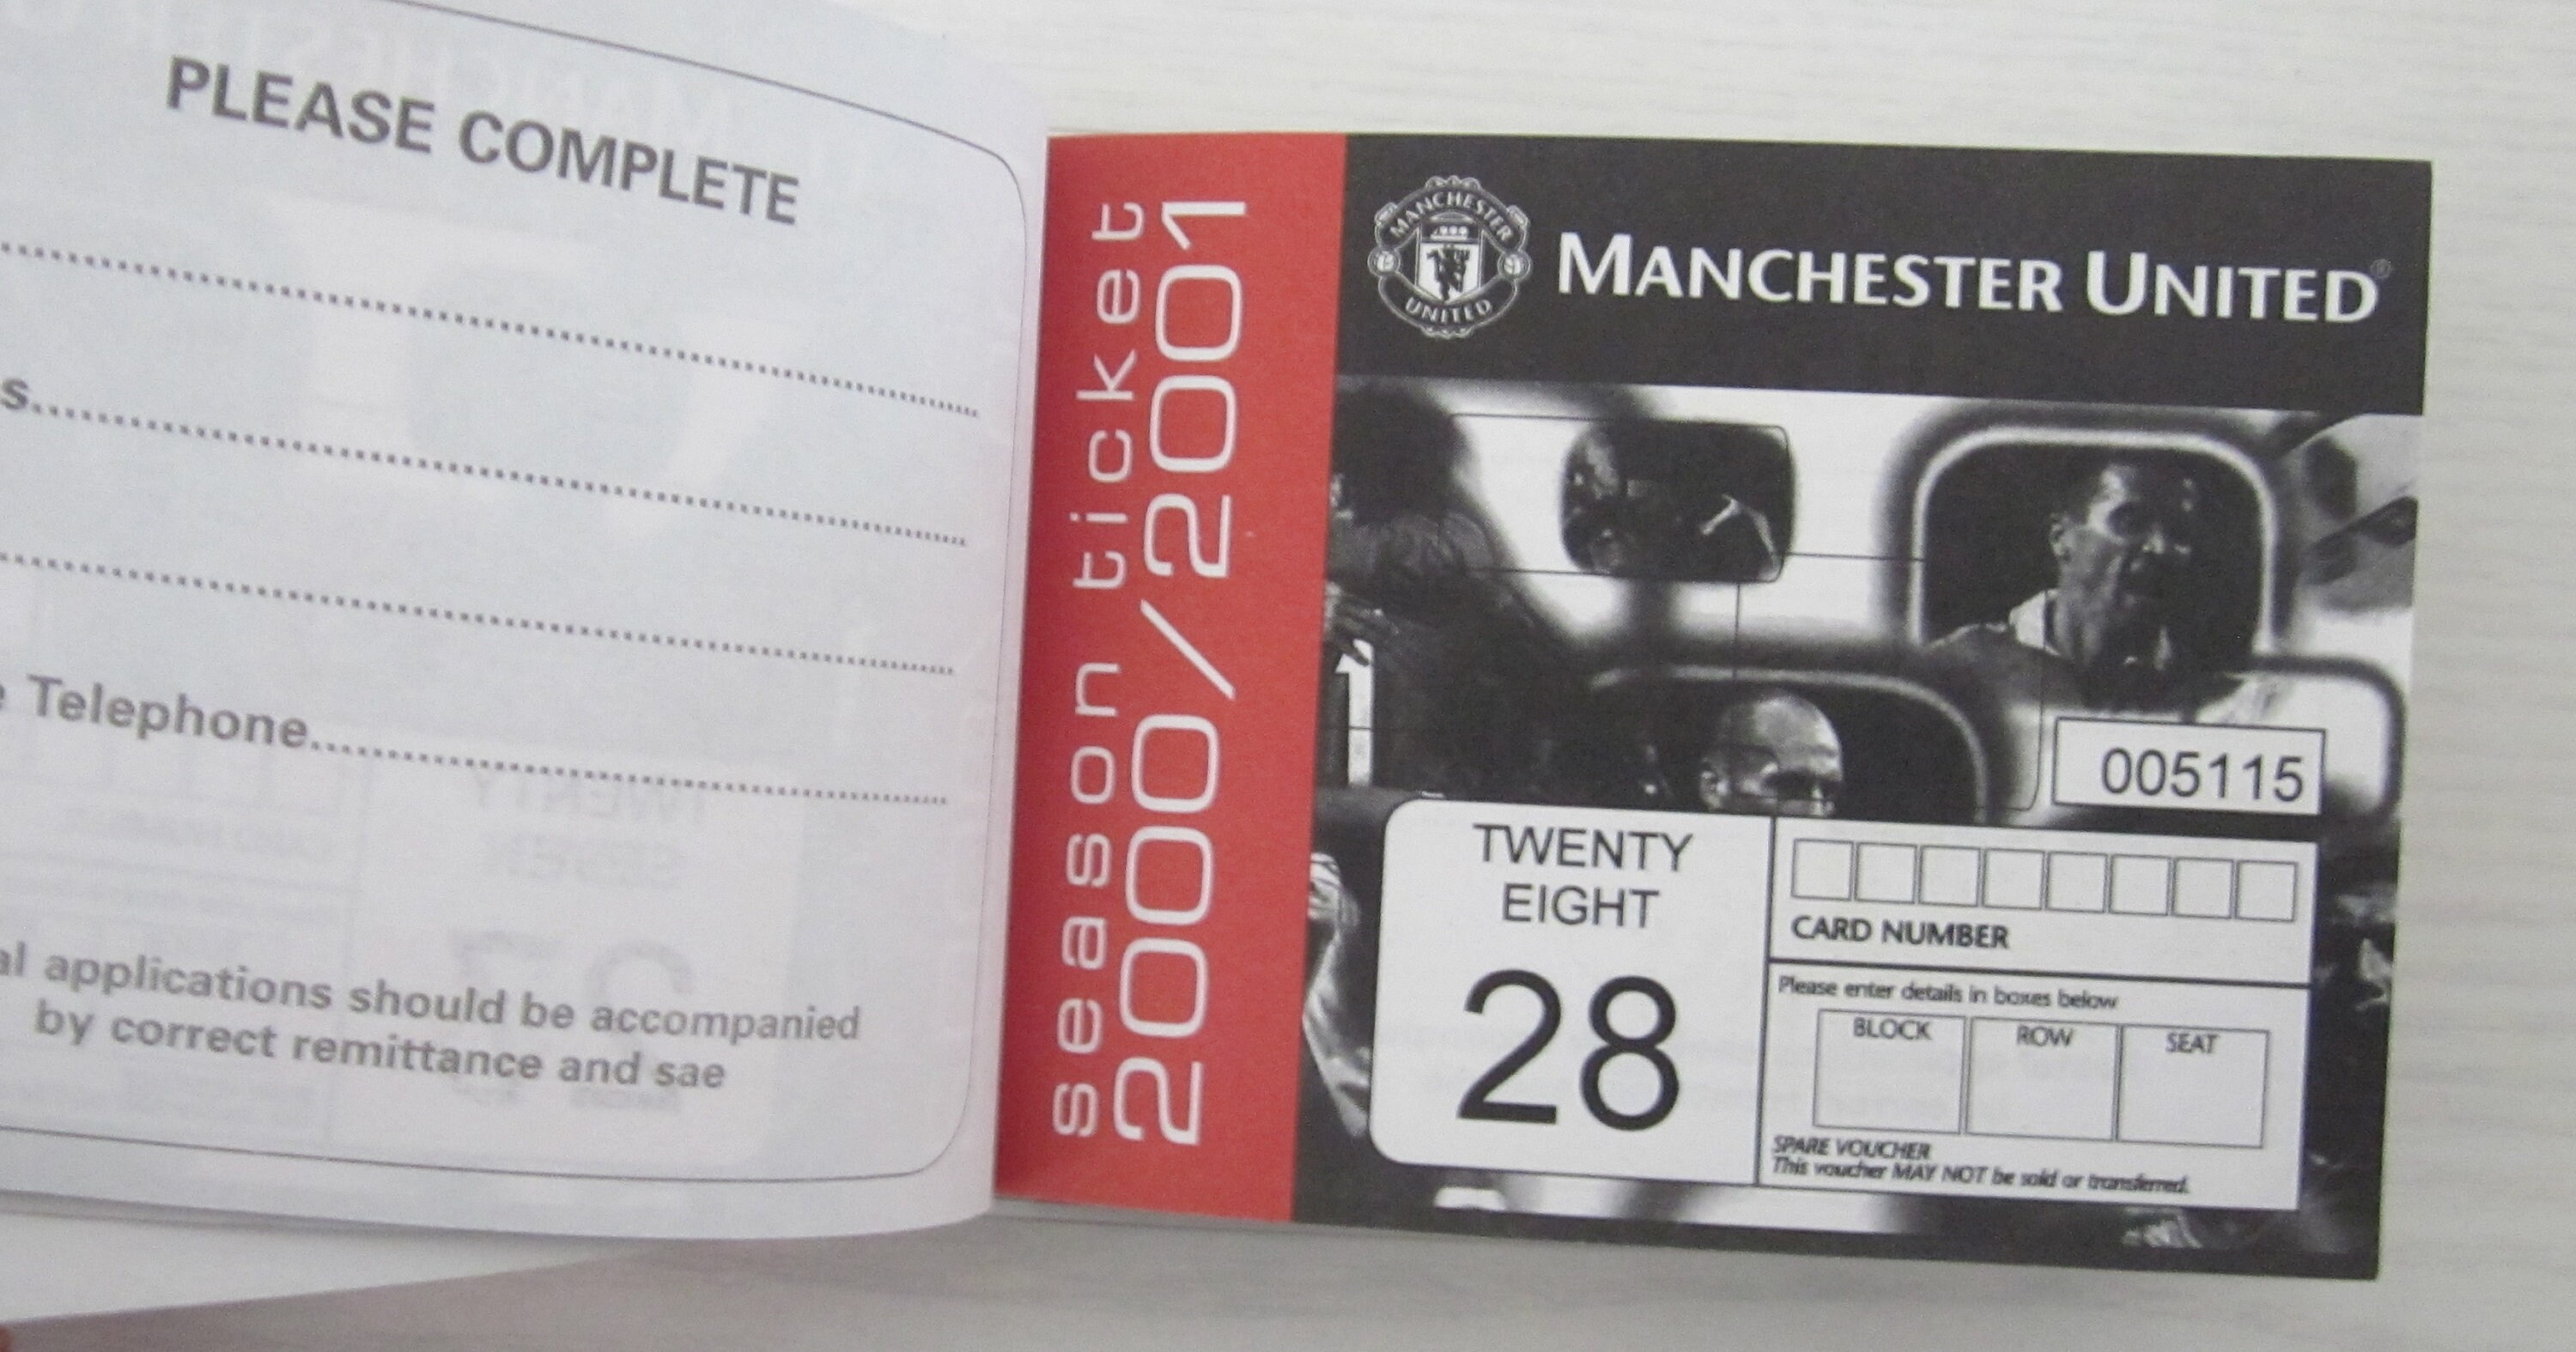 PLEASE COMPLETE
s
Telephone
applications should be accompanied
by correct remittance and sae
season ticket
2000/2001
MANCHESTER
UNITED
MANCHESTER UNITED®
005115
TWENTY
EIGHT
28
CARD NUMBER
Please enter details in boxes below
BLOCK
ROW
SEAT
SPARE VOUCHER
This voucher MAY NOT be sold or transferred.